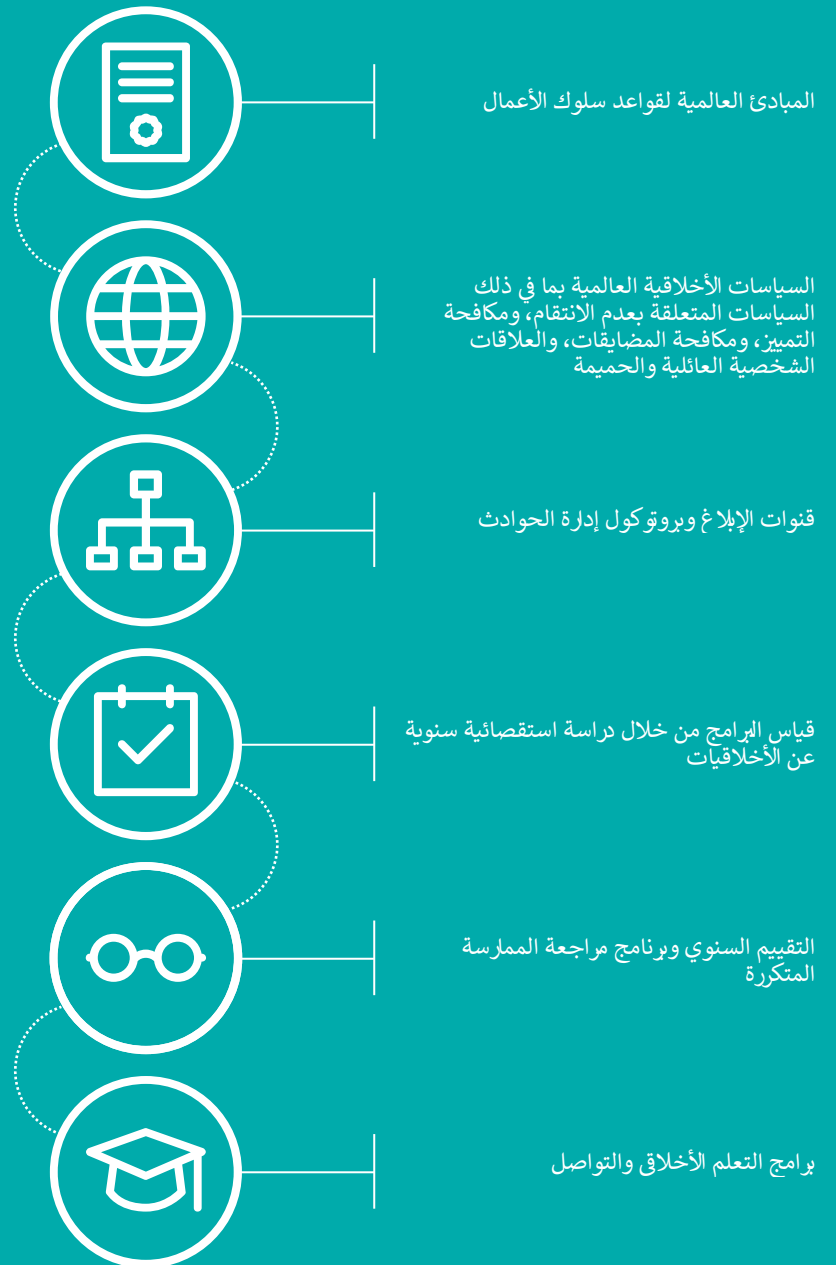 المبادئ العالمية لقواعد سلوك الأعمال
السياسات الأخلاقية العالمية بما في ذلك
السياسات المتعلقة بعدم الانتقام، ومكافحة
التمييز، ومكافحة المضايقات، والعلاقات
الشخصية العائلية والحميمة
قنوات الإبلاغ وبروتوكول إدارة الحوادث
قياس البرامج من خلال دراسة استقصائية سنوية
عن الأخلاقيات
التقييم السنوي وبرنامج مراجعة الممارسة
المتكررة
برامج التعلم الأخلاقي والتواصل